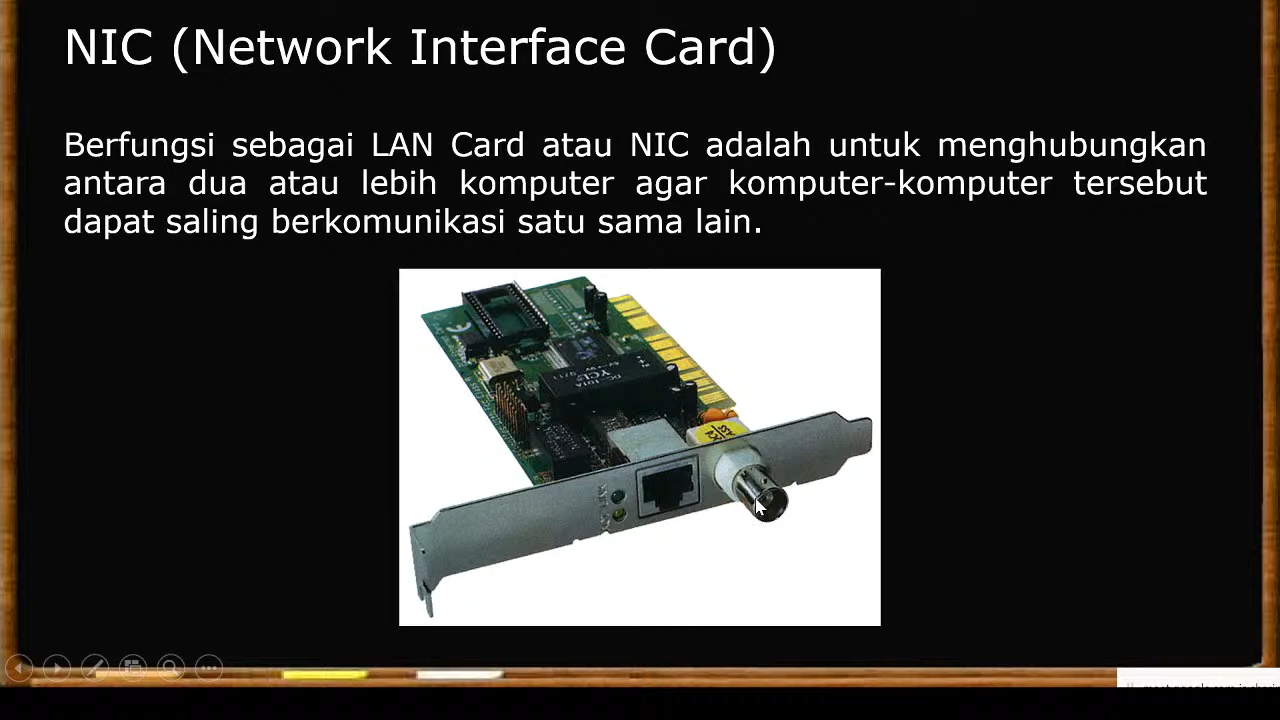 NIC (Network Interface Card)
Berfungsi sebagai LAN Card atau NIC adalah untuk menghubungkan
antara dua atau lebih komputer agar komputer-komputer tersebut
dapat saling berkomunikasi satu sama lain.
YCL